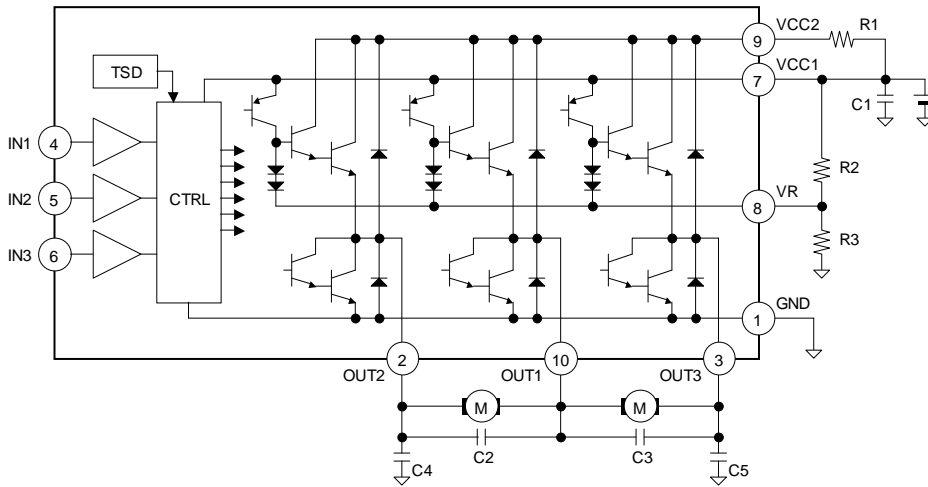 VCC2
R1
9
TSD
VCC1
7
C1
IN1
4
R2
IN2
5
CTRL
VR
8
IN3
6
R3
GND
1
2
10
3
OUT2
OUT1
OUT3
M
M
C2
C3
C4
C5